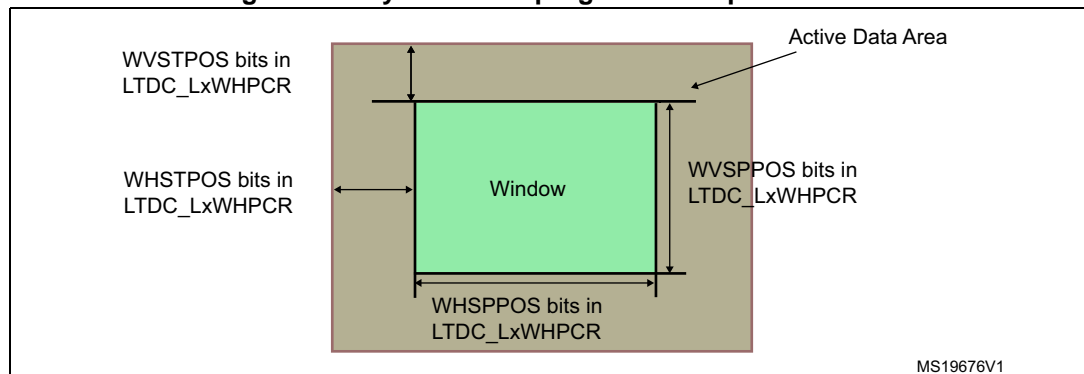 Active Data Area
WVSTPOS bits in
LTDC_LxWHPCR
WHSTPOS bits in
LTDC_LxWHPCR
Window
WVSPPOS bits in
LTDC_LxWHPCR
WHSPPOS bits in
LTDC_LxWHPCR
MS19676V1